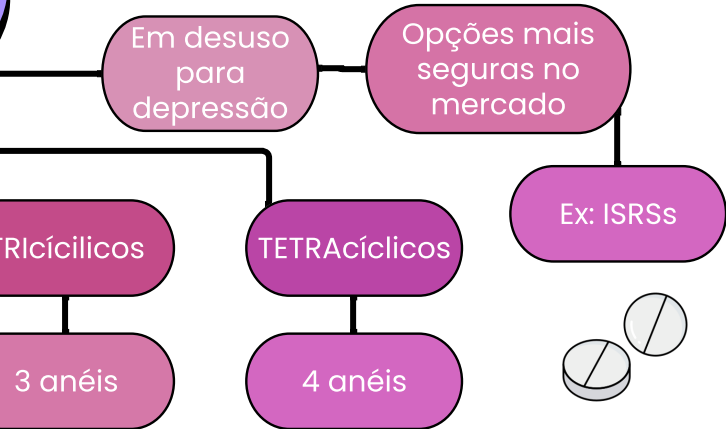 Em desuso
para
depressão
Opções mais
seguras no
mercado
Ex: ISRSs
TRIcícilicos
TETRAcíclicos
3 anéis
4 anéis